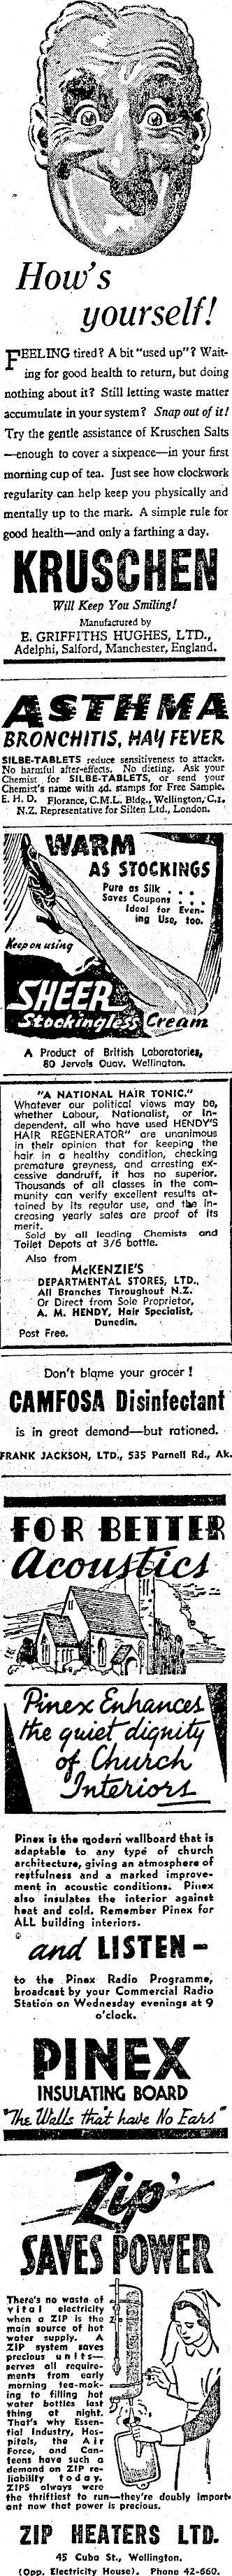 How's
yourself!
FEELING tired? A bit "used up"? Wait-
ing for good health to return, but doing
nothing about it? Still letting waste matter
accumulate in your system? Snap out of it!
Try the gentle assistance of Kruschen Salts
—enough to cover a sixpence—in your first
morning cup of tea. Just see how clockwork
regularity can help keep you physically and
mentally up to the mark. A simple rule for
good health—and only a farthing a day.
KRUSCHEN
Will Keep You Smiling!
Manufactured by
E. GRIFFITHS HUGHES, LTD.,
Adelphi, Salford, Manchester, England.
ASTHMA
BRONCHITIS, HAY FEVER
SILBE-TABLETS reduce sensitiveness to attacks.
No harmful after-effects. No dieting. Ask your
Chemist for SILBE-TABLETS, or send your
Chemist's name with 4d. stamps for Free Sample.
E. H. D. Florance, C.M.L. Bldg., Wellington, C.1,
N.Z. Representative for Silten Ltd., London.
WARM
AS STOCKINGS
Pure as Silk . . .
Saves Coupons . . .
Ideal for Even-
ing Use, too.
Keep on using
SHEER
Stockingless Cream
A Product of British Laboratories,
80 Jervois Quay, Wellington.
"A NATIONAL HAIR TONIC."
Whatever our political views may be,
whether Labour, Nationalist, or In-
dependent, all who have used HENDY'S
HAIR REGENERATOR" are unanimous
in their opinion that for keeping the
hair in a healthy condition, checking
premature greyness, and arresting ex-
cessive dandruff, it has no superior.
Thousands of all classes in the com-
munity can verify excellent results at-
tained by its regular use, and the in-
creasing yearly sales are proof of its
merit.
Sold by all leading Chemists and
Toilet Depots at 3/6 bottle.
Also from
McKENZIE'S
DEPARTMENTAL STORES, LTD.,
All Branches Throughout N.Z.
Or Direct from Sole Proprietor,
A. M. HENDY, Hair Specialist,
Dunedin.
Post Free.
Don't blame your grocer!
CAMFOSA Disinfectant
is in great demand—but rationed.
FRANK JACKSON, LTD., 535 Parnell Rd., Ak.
FOR BETTER
Acoustics
Pinex Enhances
the quiet dignity
of Church
Interiors
Pinex is the modern wallboard that is
adaptable to any type of church
architecture, giving an atmosphere of
restfulness and a marked improve-
ment in acoustic conditions. Pinex
also insulates the interior against
heat and cold. Remember Pinex for
ALL building interiors.
and LISTEN -
to the Pinex Radio Programme,
broadcast by your Commercial Radio
Station on Wednesday evenings at 9
o'clock.
PINEX
INSULATING BOARD
"The Walls that have No Ears"
'Zip'
SAVES POWER
There's no waste of
vital electricity
when a ZIP is the
main source of hot
water supply. A
ZIP system saves
precious units—
serves all require-
ments from early
morning tea-mak-
ing to filling hot
water bottles last
thing at night.
That's why Essen-
tial Industry, Hos-
pitals, the Air
Force, and Can-
teens have such a
demand on ZIP re-
liability today.
ZIPS always were
the thriftiest to run—they're doubly import-
ant now that power is precious.
ZIP HEATERS LTD.
45 Cuba St., Wellington.
(Opp. Electricity House). Phone 42-660.